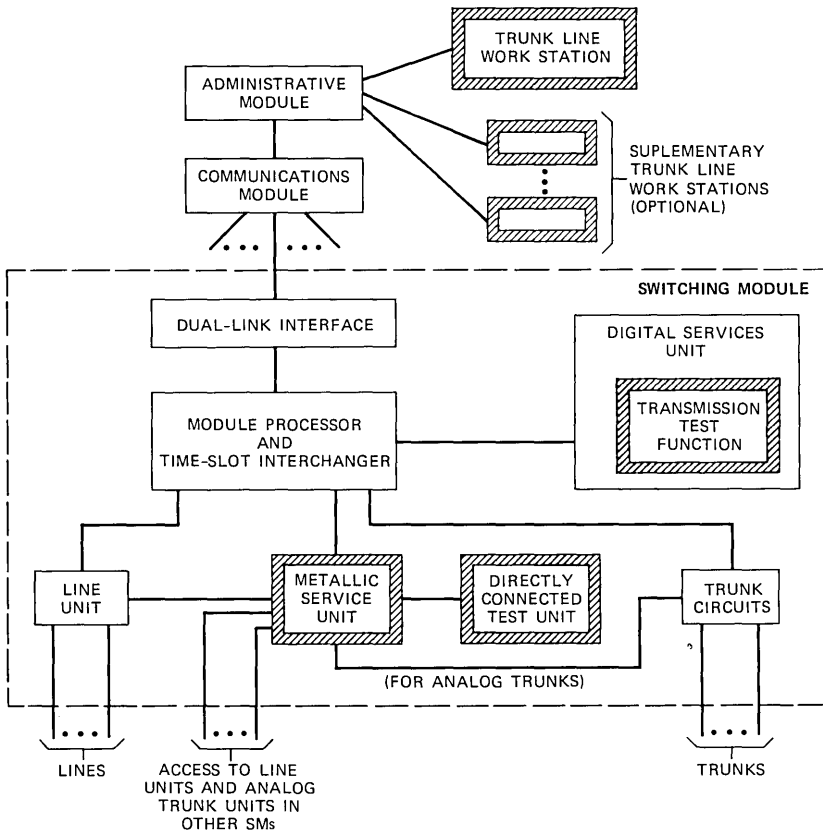 TRUNK LINE
WORK STATION
ADMINISTRATIVE
MODULE
SUPLEMENTARY
TRUNK LINE
WORK STATIONS
(OPTIONAL)
COMMUNICATIONS
MODULE
SWITCHING MODULE
DUAL-LINK INTERFACE
DIGITAL SERVICES
UNIT
TRANSMISSION
TEST
FUNCTION
MODULE PROCESSOR
AND
TIME-SLOT INTERCHANGER
LINE
UNIT
METALLIC
SERVICE
UNIT
DIRECTLY
CONNECTED
TEST UNIT
TRUNK
CIRCUITS
(FOR ANALOG TRUNKS)
LINES
ACCESS TO LINE
UNITS AND ANALOG
TRUNK UNITS IN
OTHER SMs
TRUNKS